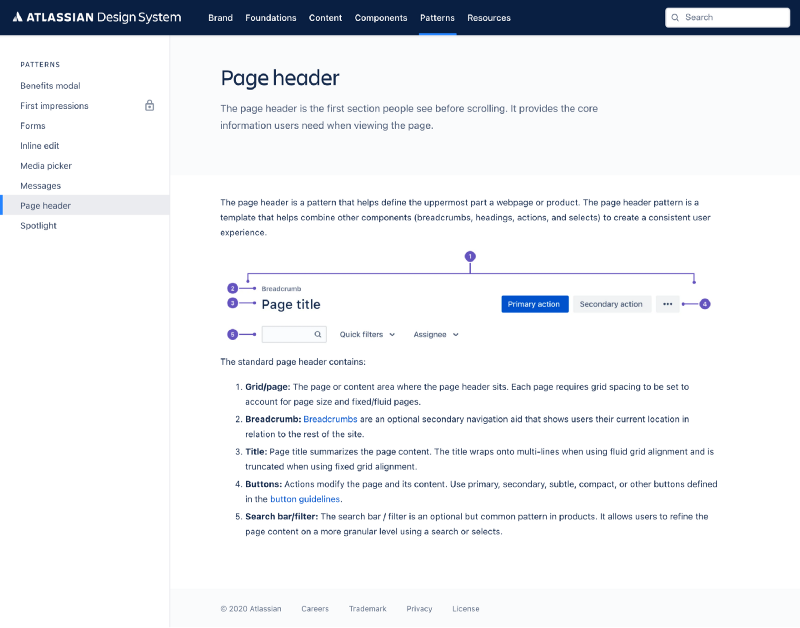 ATLASSIAN Design System
Brand Foundations Content Components Patterns Resources
Search
PATTERNS
Benefits modal
First impressions
Forms
Inline edit
Media picker
Messages
Page header
Spotlight
Page header
The page header is the first section people see before scrolling. It provides the core
information users need when viewing the page.
The page header is a pattern that helps define the uppermost part a webpage or product. The page header pattern is a
template that helps combine other components (breadcrumbs, headings, actions, and selects) to create a consistent user
experience.
1
2 Breadcrumb
3 Page title
Primary action Secondary action ••• 4
5 Quick filters Assignee
The standard page header contains:
1. Grid/page: The page or content area where the page header sits. Each page requires grid spacing to be set to
account for page size and fixed/fluid pages.
2. Breadcrumb: Breadcrumbs are an optional secondary navigation aid that shows users their current location in
relation to the rest of the site.
3. Title: Page title summarizes the page content. The title wraps onto multi-lines when using fluid grid alignment and is
truncated when using fixed grid alignment.
4. Buttons: Actions modify the page and its content. Use primary, secondary, subtle, compact, or other buttons defined
in the button guidelines.
5. Search bar/filter: The search bar / filter is an optional but common pattern in products. It allows users to refine the
page content on a more granular level using a search or selects.
© 2020 Atlassian Careers Trademark Privacy License